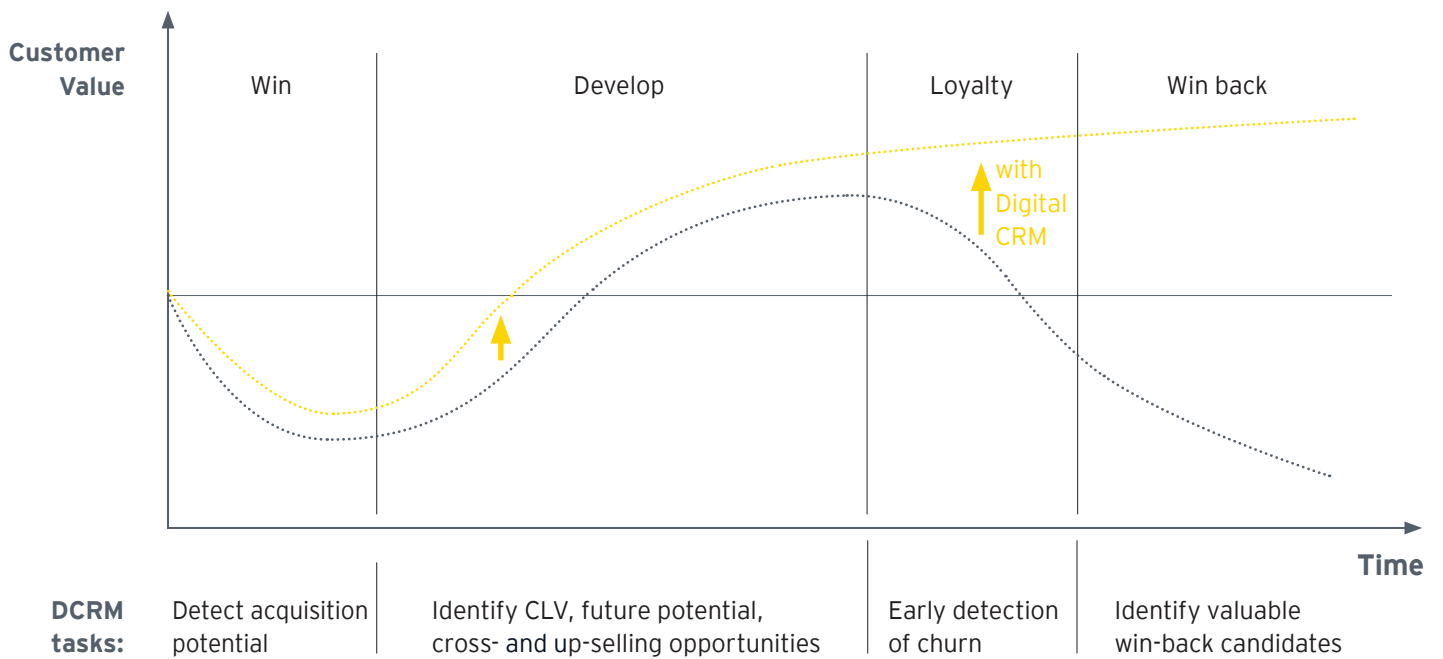 Customer
Value
Win
Develop
Loyalty
Win back
with
Digital
CRM
Time
DCRM
tasks:
Detect acquisition
potential
Identify CLV, future potential,
cross- and up-selling opportunities
Early detection
of churn
Identify valuable
win-back candidates